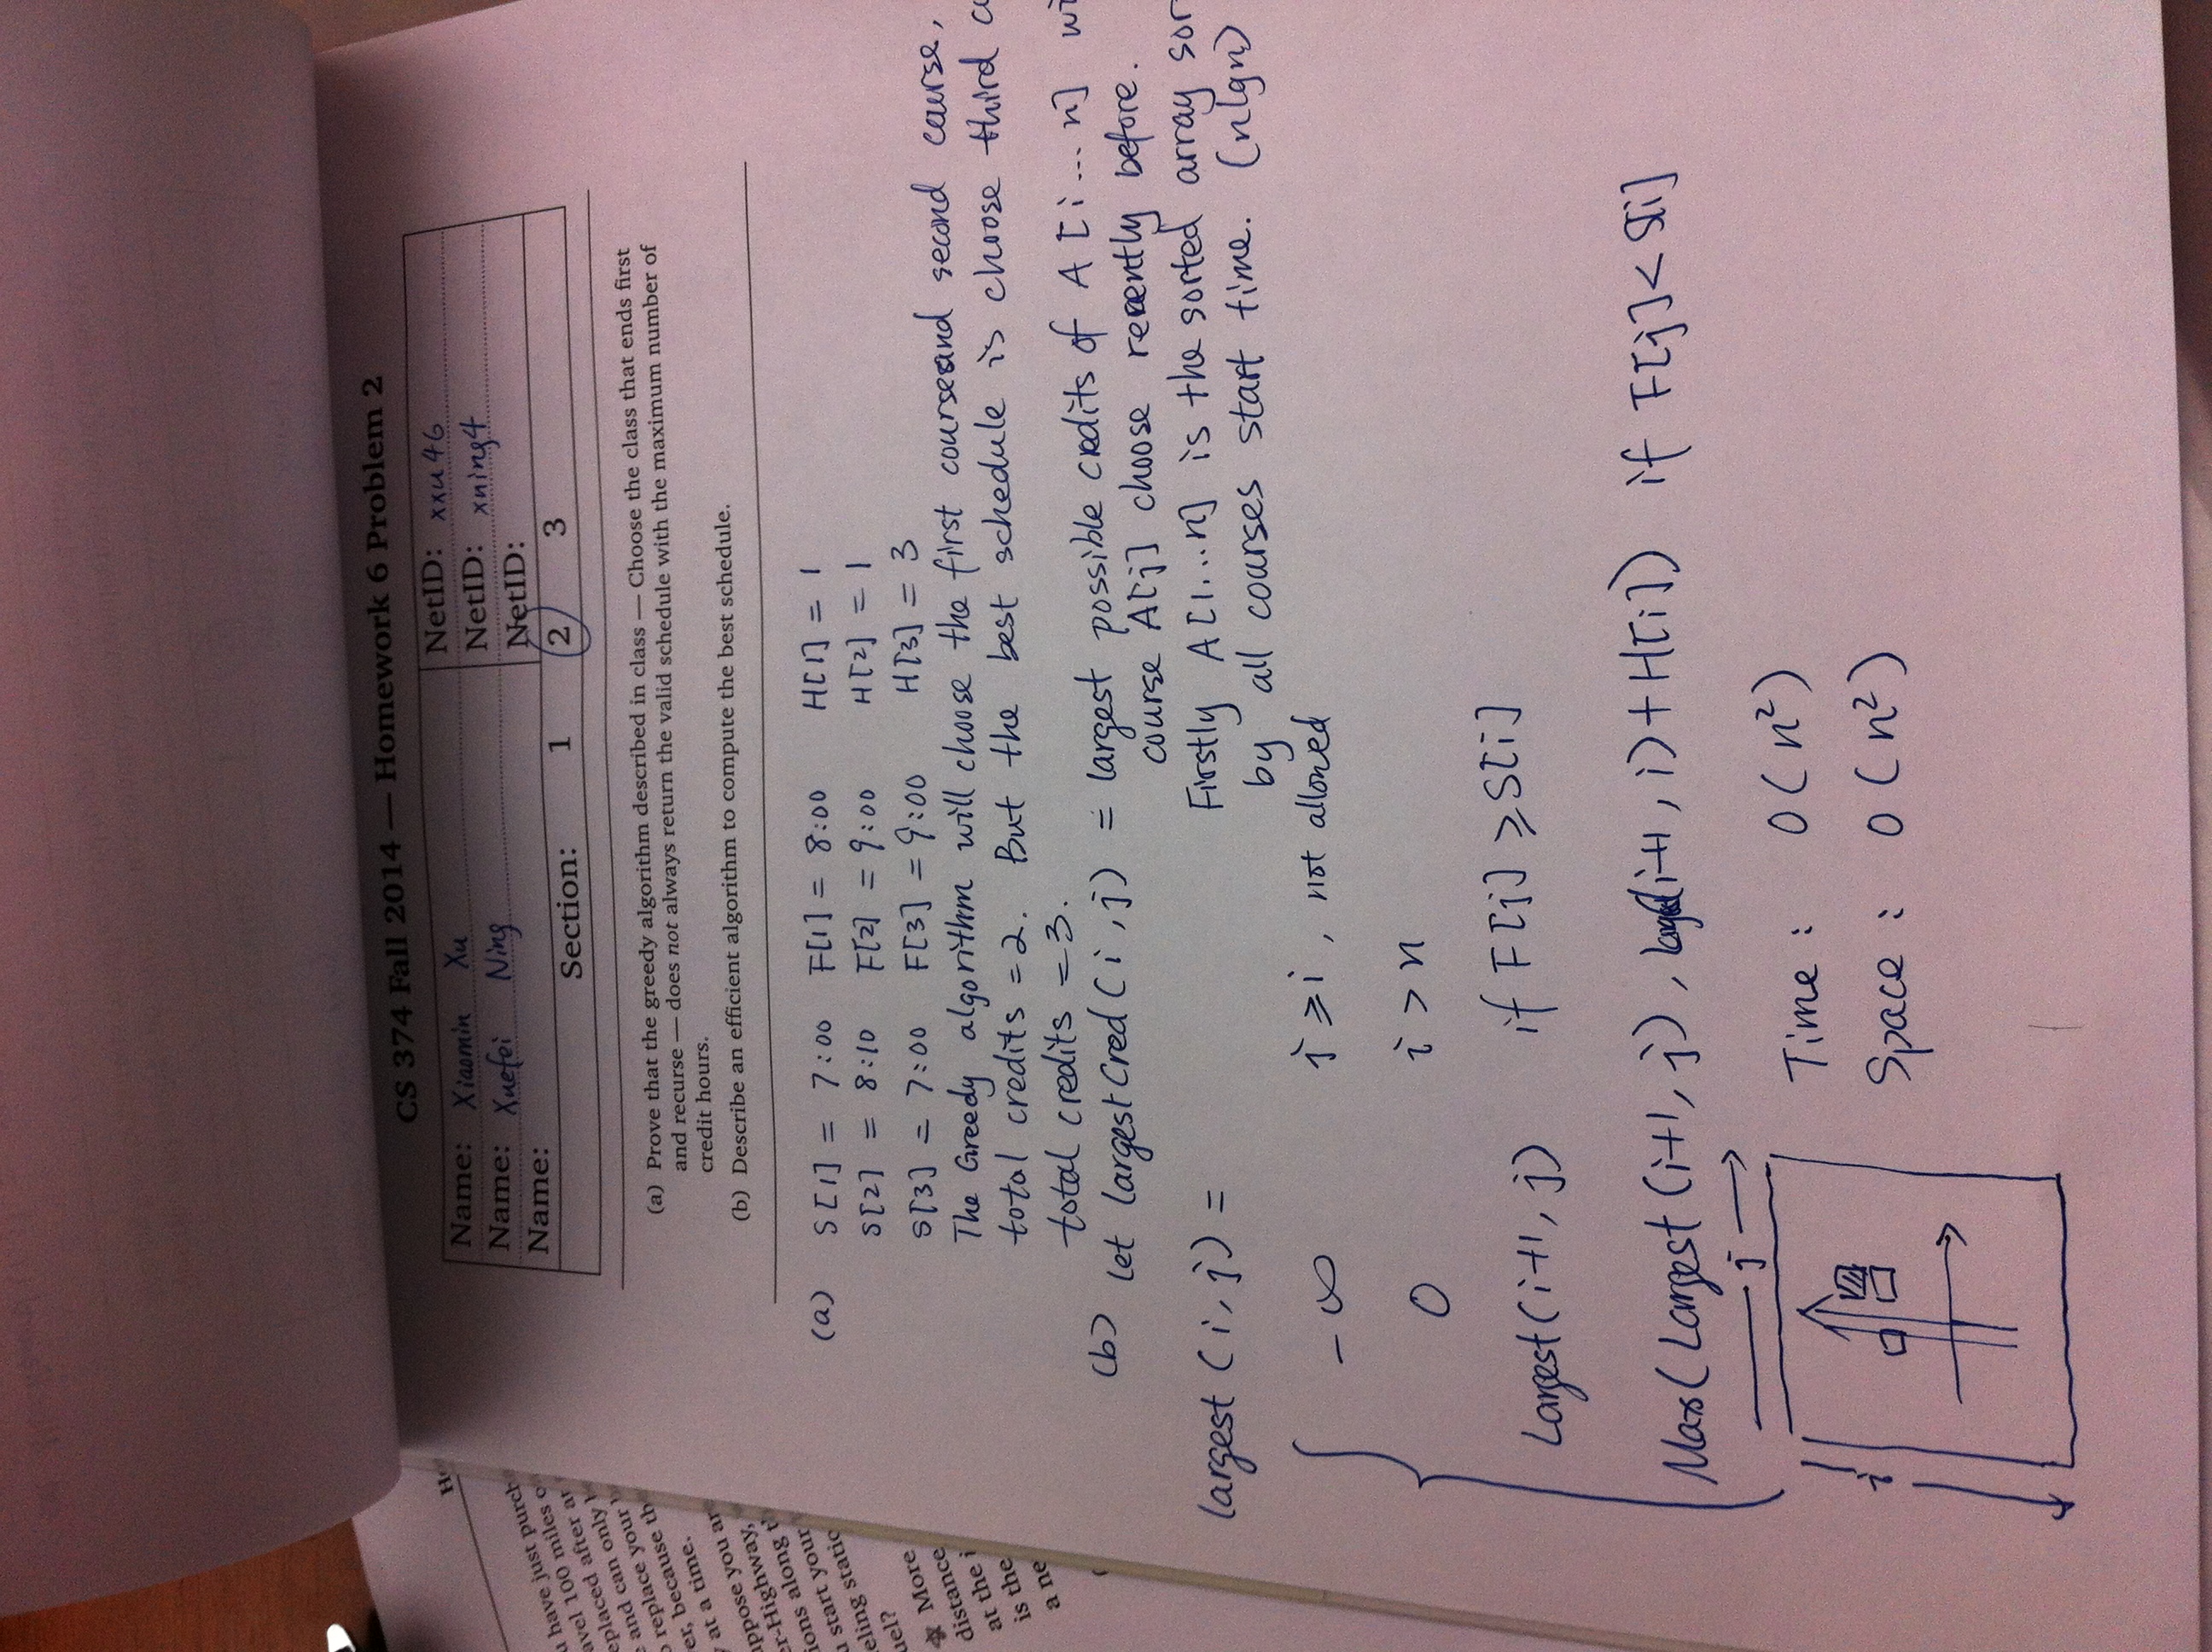 u have just purch
avel 100 miles o
eplaced after an
e and can only
o replace your
er, because th
y at a time.
uppose you ar
er-Highway,
ions along t
u start your
eling static
uel?
More
distance
at the i
is the
a ne
CS 374 Fall 2014 — Homework 6 Problem 2
Name: Xiaomin Xu NetID: xxu46
Name: Xuefei Ning NetID: xning4
Name: NetID:
Section: 1 2 3
(a) Prove that the greedy algorithm described in class — Choose the class that ends first
and recurse — does not always return the valid schedule with the maximum number of
credit hours.
(b) Describe an efficient algorithm to compute the best schedule.
(a) S[1] = 7:00 F[1] = 8:00 H[1] = 1
S[2] = 8:10 F[2] = 9:00 H[2] = 1
S[3] = 7:00 F[3] = 9:00 H[3] = 3
The Greedy algorithm will choose the first course and second course,
total credits = 2. But the best schedule is choose third c
total credits = 3.
(b) Let largestCred(i, j) = largest possible credits of A[i ... n] wi
course A[j] choose recently before.
Firstly A[1...n] is the sorted array sor
by all courses start time. (nlgn)
largest (i, j) =
-∞ j ≥ i, not allowed
0 i > n
Largest(i+1, j) if F[j] ≥ S[i]
Max(Largest(i+1, j), largest(i+1, i)+H[i]) if F[j] < S[i]
j
i
Time: O(n²)
Space: O(n²)